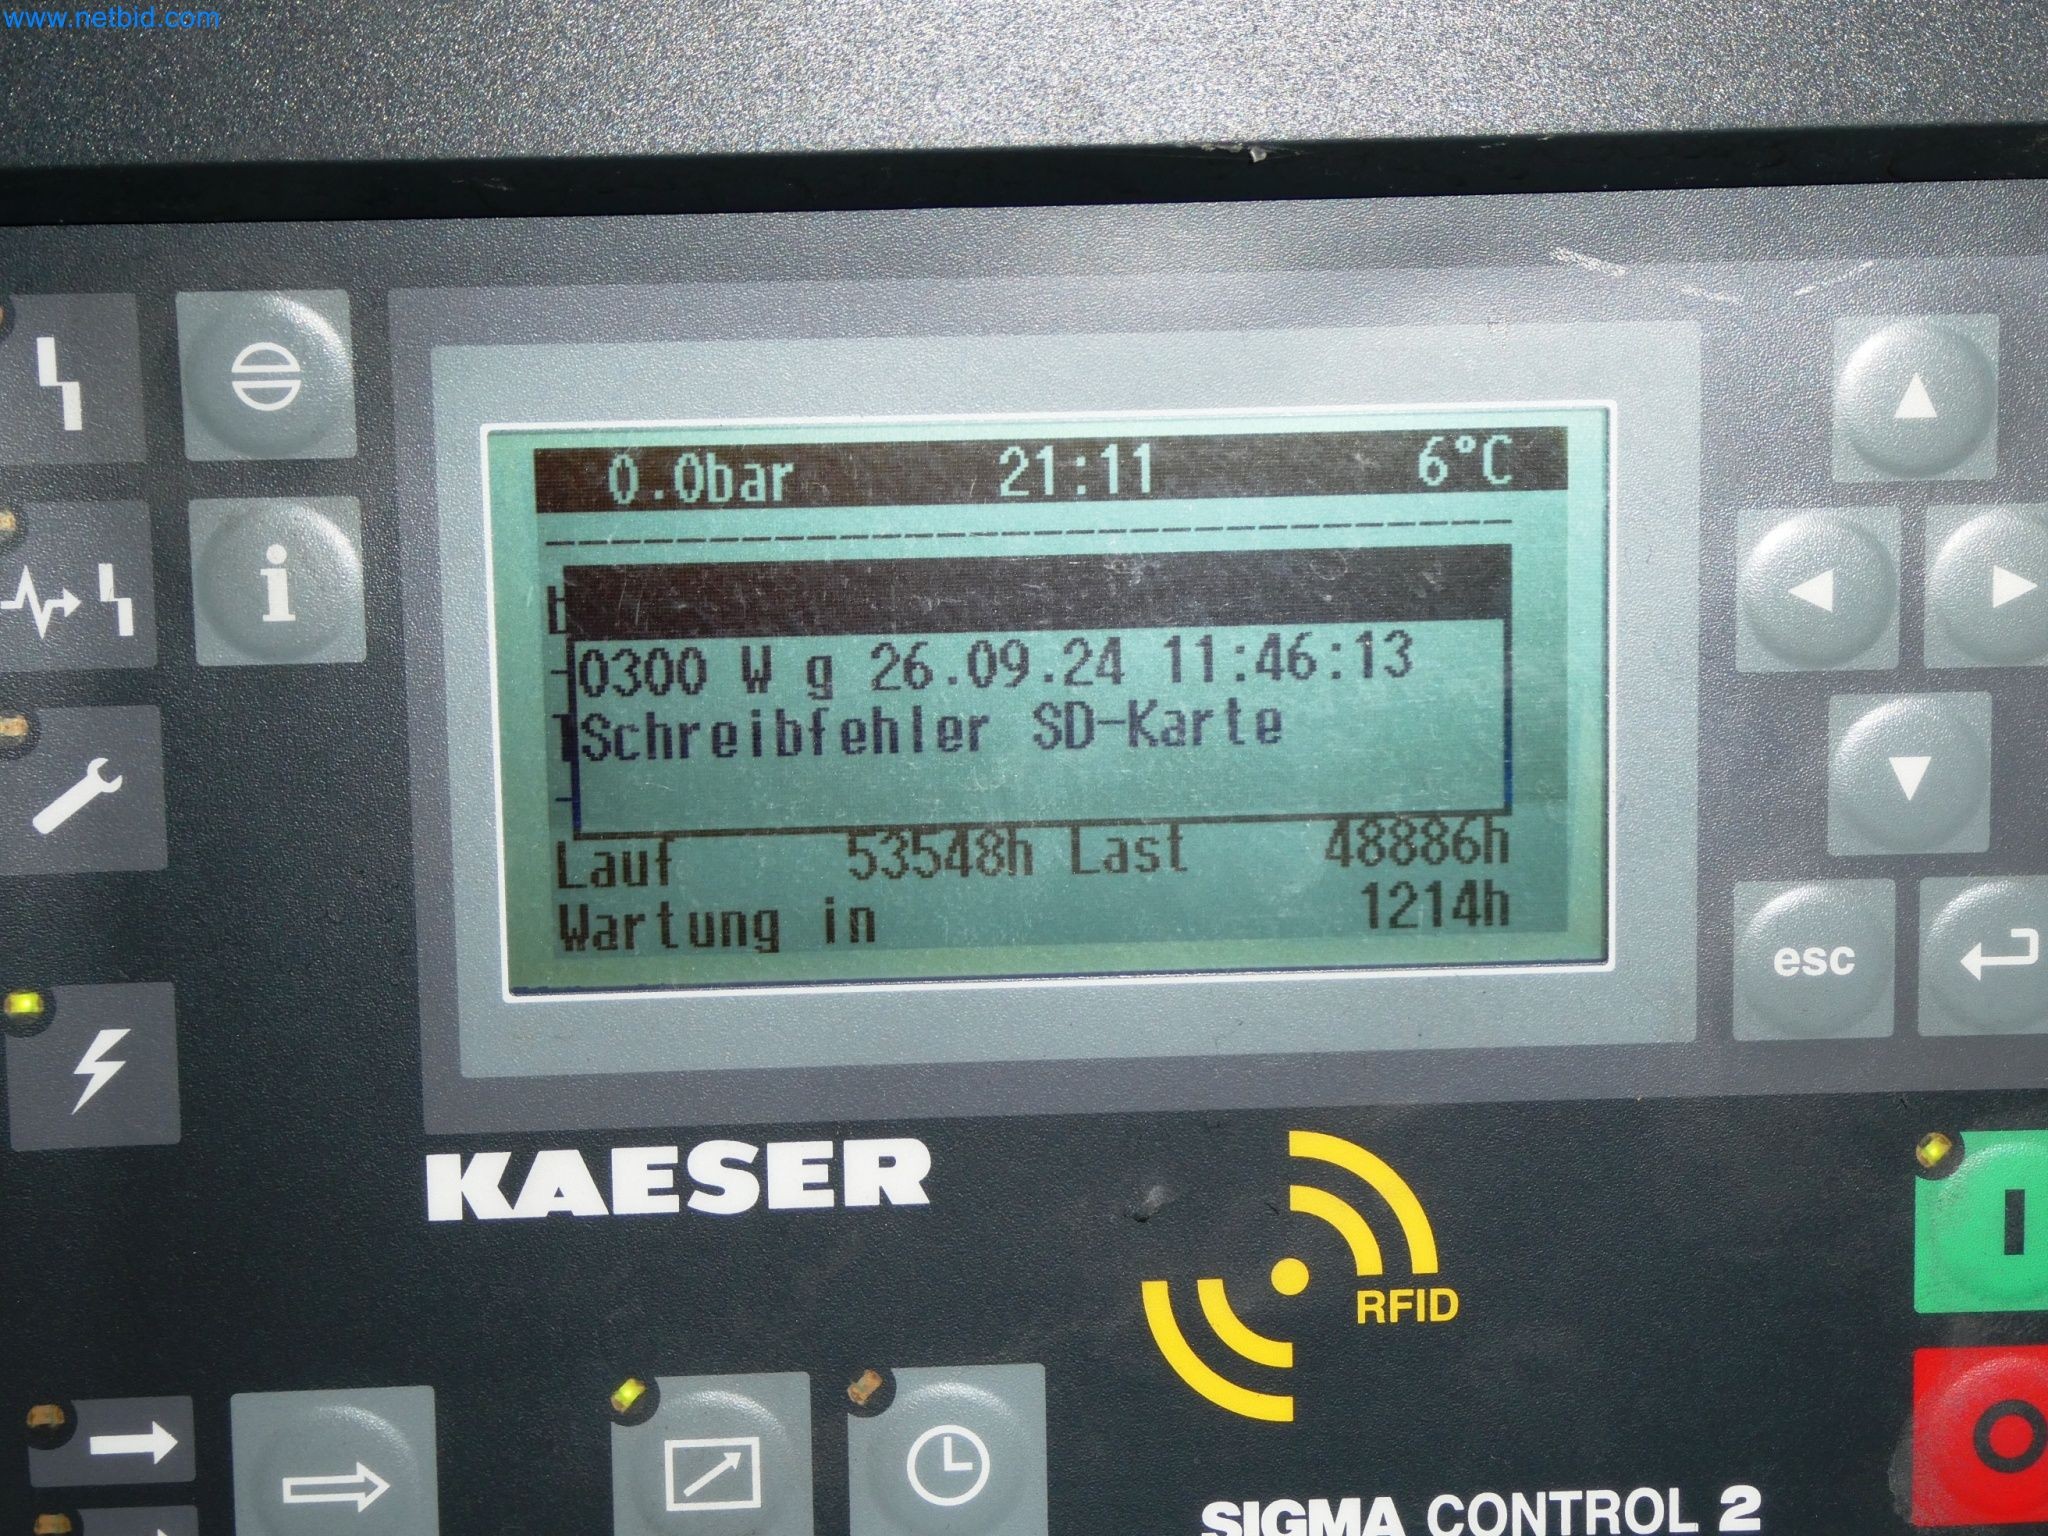 www.netbid.com
0.0bar 21:11 6°C
0300 W g 26.09.24 11:46:13
Schreibfehler SD-Karte
Lauf 53548h Last 48886h
Wartung in 1214h
esc
KAESER
RFID
SIGMA CONTROL 2